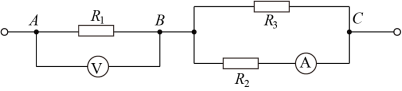 A R₁ B R₃ C
V R₂ A